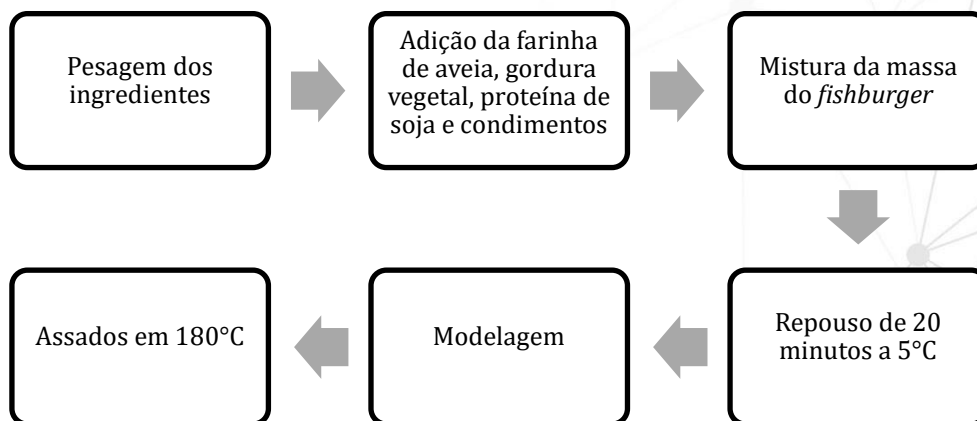 Pesagem dos
ingredientes
Adição da farinha
de aveia, gordura
vegetal, proteína de
soja e condimentos
Mistura da massa
do fishburger
Repouso de 20
minutos a 5°C
Modelagem
Assados em 180°C